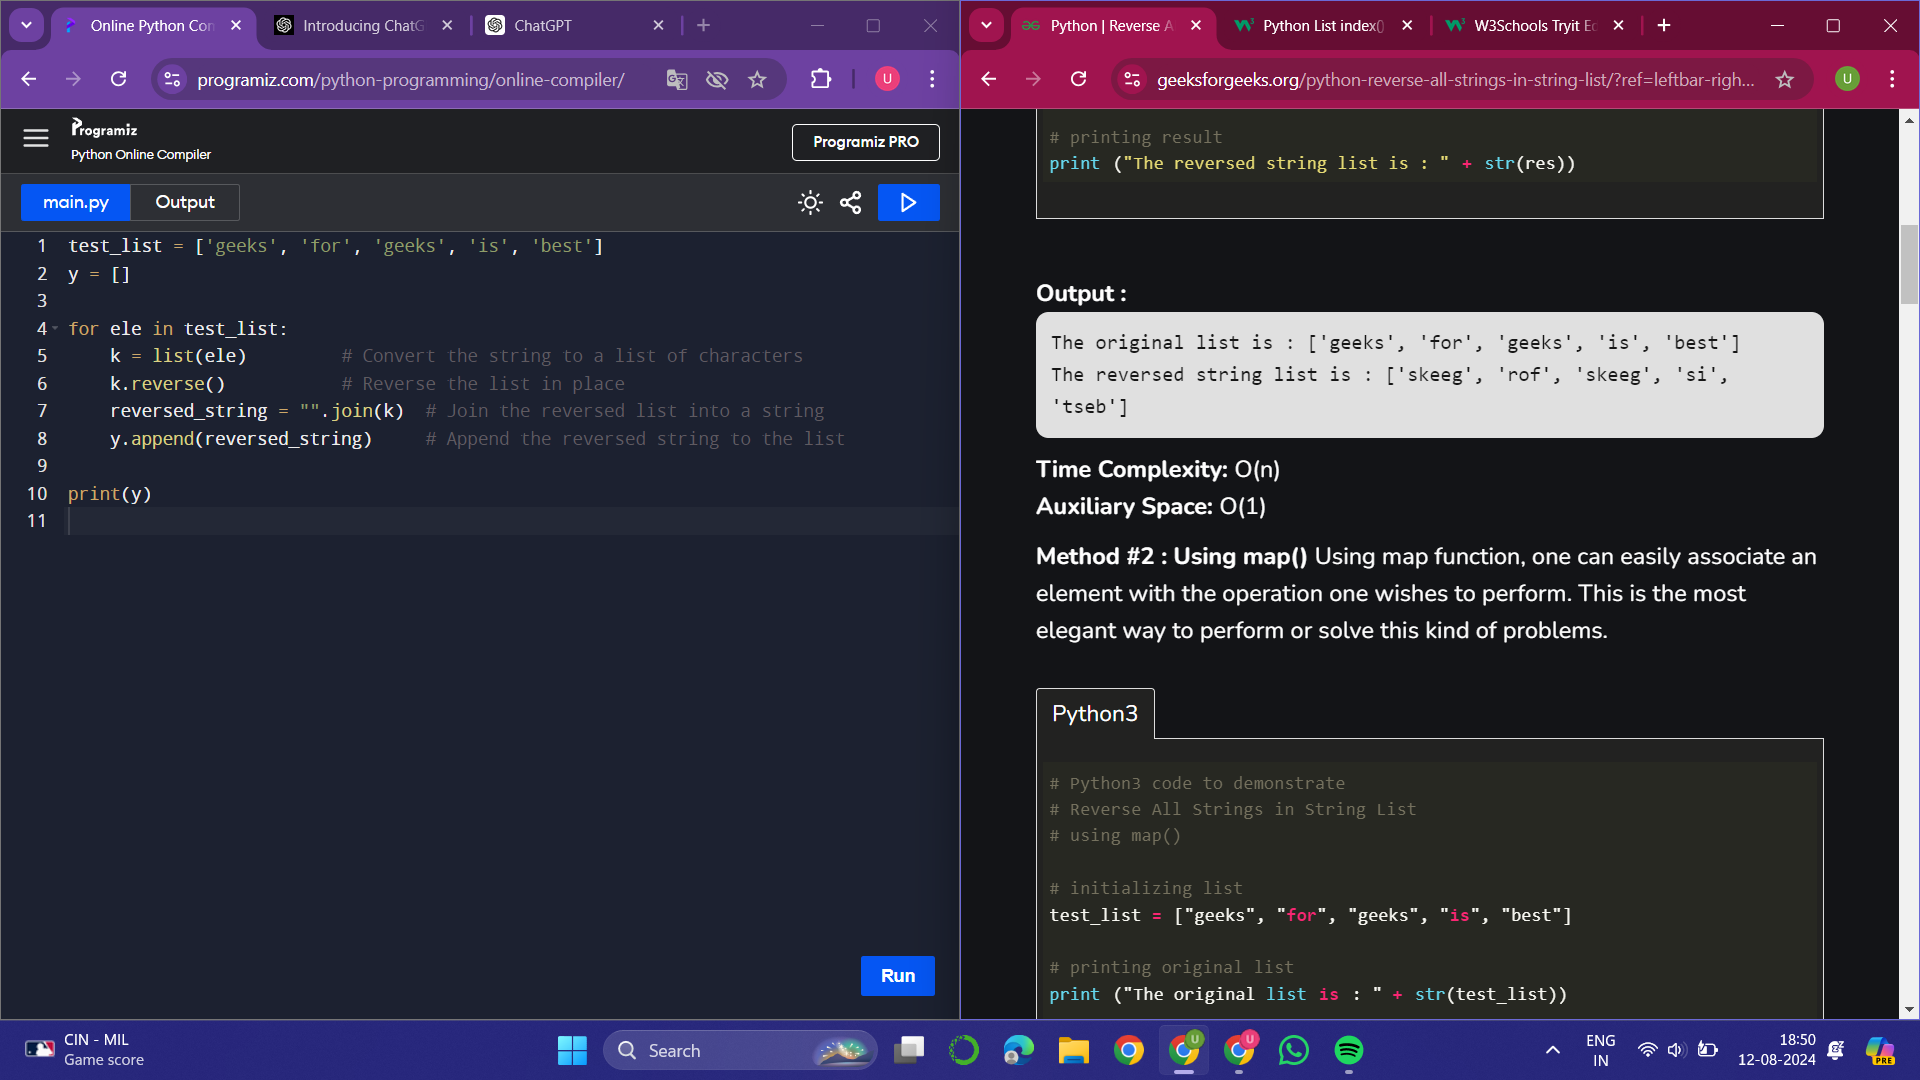 Online Python Con
Introducing ChatG
ChatGPT
programiz.com/python-programming/online-compiler/
U
Programiz
Python Online Compiler
Programiz PRO
main.py
Output
1 test_list = ['geeks', 'for', 'geeks', 'is', 'best']
2 y = []
3
4 for ele in test_list:
5 k = list(ele) # Convert the string to a list of characters
6 k.reverse() # Reverse the list in place
7 reversed_string = "".join(k) # Join the reversed list into a string
8 y.append(reversed_string) # Append the reversed string to the list
9
10 print(y)
11
Run
Python | Reverse A
Python List index()
W3Schools Tryit Ed
geeksforgeeks.org/python-reverse-all-strings-in-string-list/?ref=leftbar-righ...
U
# printing result
print ("The reversed string list is : " + str(res))
Output :
The original list is : ['geeks', 'for', 'geeks', 'is', 'best']
The reversed string list is : ['skeeg', 'rof', 'skeeg', 'si',
'tseb']
Time Complexity: O(n)
Auxiliary Space: O(1)
Method #2 : Using map() Using map function, one can easily associate an
element with the operation one wishes to perform. This is the most
elegant way to perform or solve this kind of problems.
Python3
# Python3 code to demonstrate
# Reverse All Strings in String List
# using map()
# initializing list
test_list = ["geeks", "for", "geeks", "is", "best"]
# printing original list
print ("The original list is : " + str(test_list))
CIN - MIL
Game score
Search
U
U
ENG
IN
18:50
12-08-2024
PRE